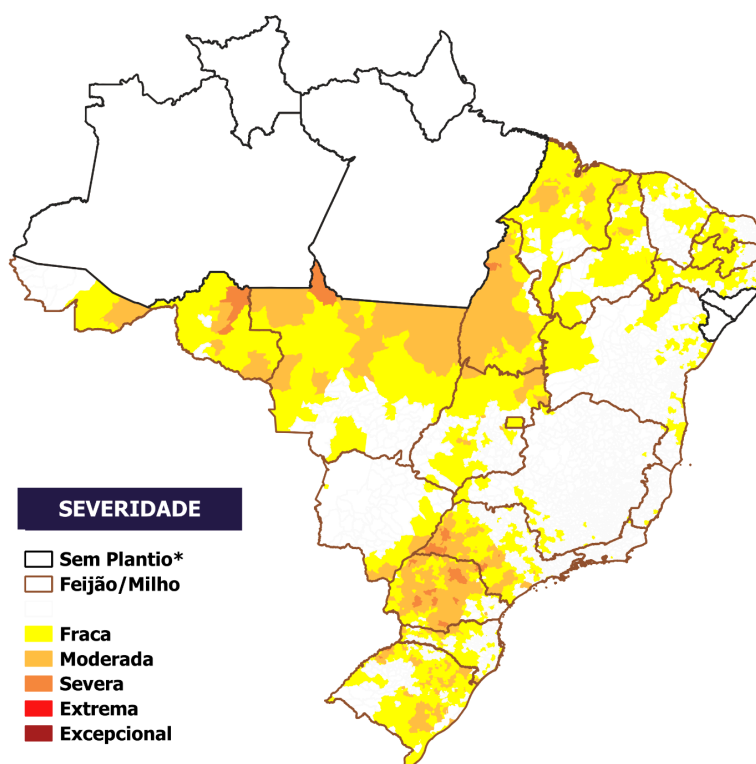 SEVERIDADE
Sem Plantio*
Feijão/Milho
Fraca
Moderada
Severa
Extrema
Excepcional